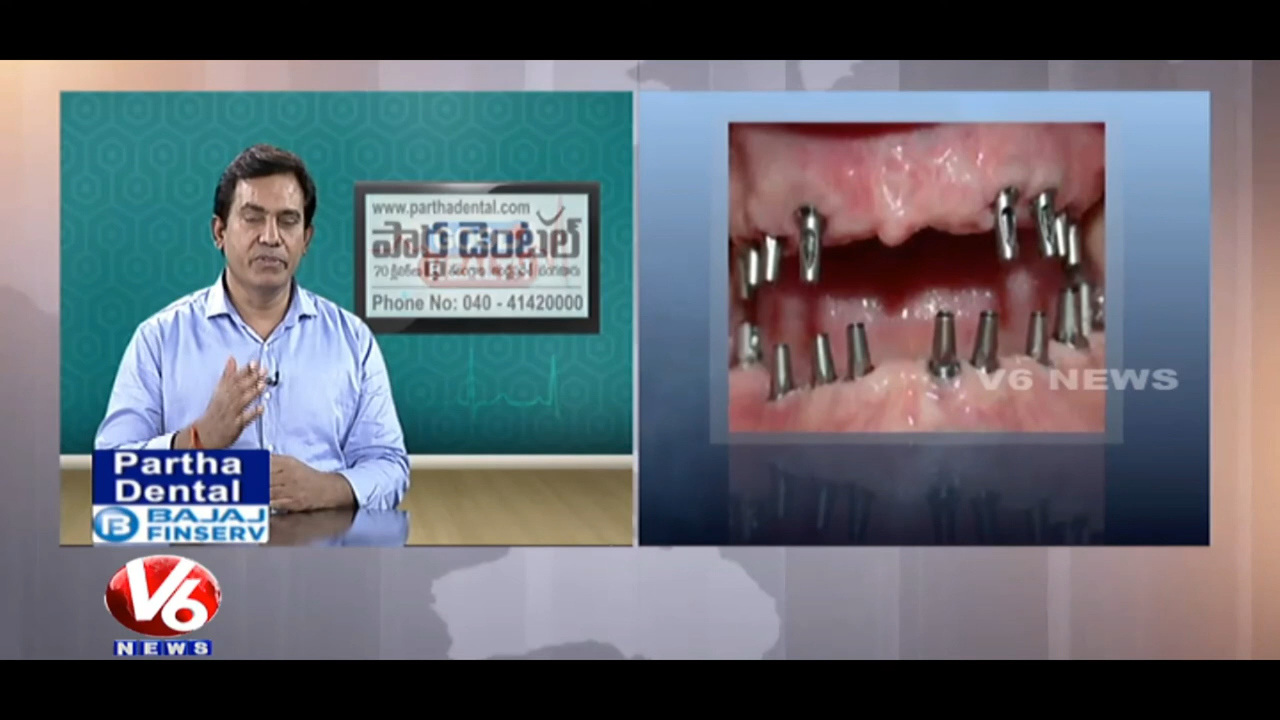 www.parthadental.com
పార్థ డెంటల్
Phone No: 040 - 41420000
V6 NEWS
Partha
Dental
B BAJAJ
FINSERV
V6
NEWS